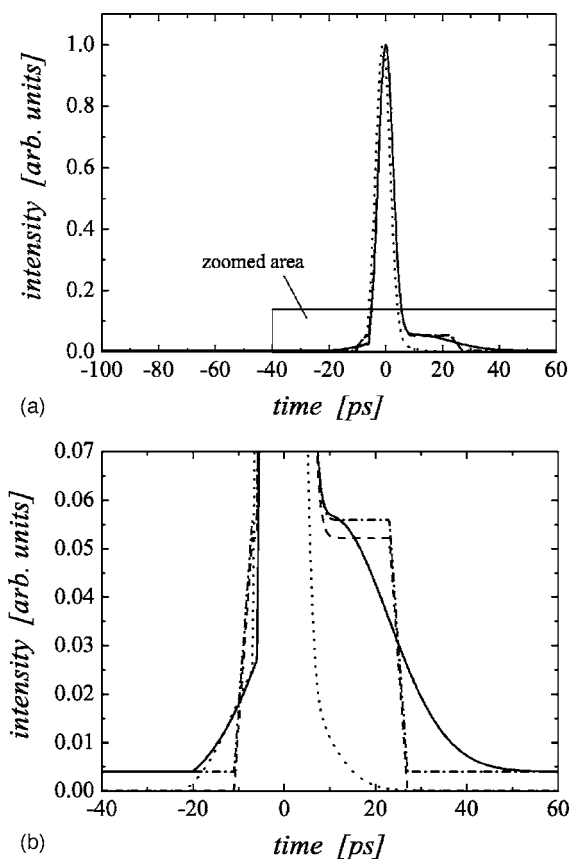 1.0
0.8
0.6
0.4
0.2
0.0
intensity [arb. units]
zoomed area
-100 -80 -60 -40 -20 0 20 40 60
(a) time [ps]
0.07
0.06
0.05
0.04
0.03
0.02
0.01
0.00
intensity [arb. units]
-40 -20 0 20 40 60
(b) time [ps]